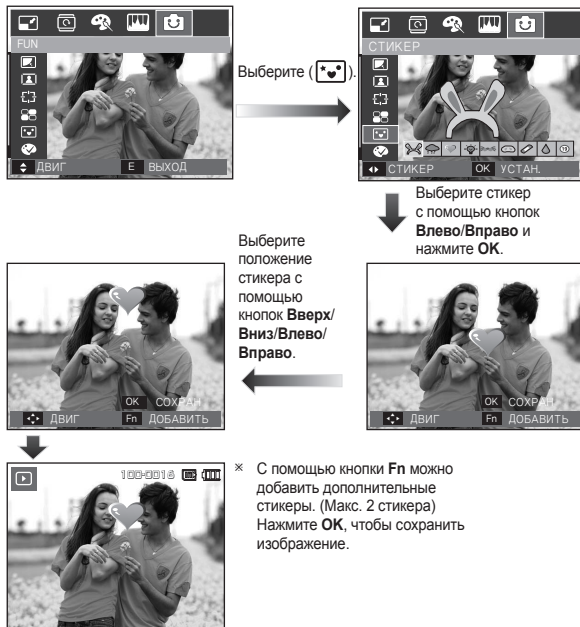 FUN
ДВИГ
E ВЫХОД
Выберите ( ).
СТИКЕР
СТИКЕР
OK УСТАН.
Выберите стикер
с помощью кнопок
Влево/Вправо и
нажмите OK.
OK СОХРАН
ДВИГ
Fn ДОБАВИТЬ
Выберите
положение
стикера с
помощью
кнопок Вверх/
Вниз/Влево/
Вправо.
OK СОХРАН
ДВИГ
Fn ДОБАВИТЬ
100-0016
※ С помощью кнопки Fn можно
добавить дополнительные
стикеры. (Макс. 2 стикера)
Нажмите OK, чтобы сохранить
изображение.